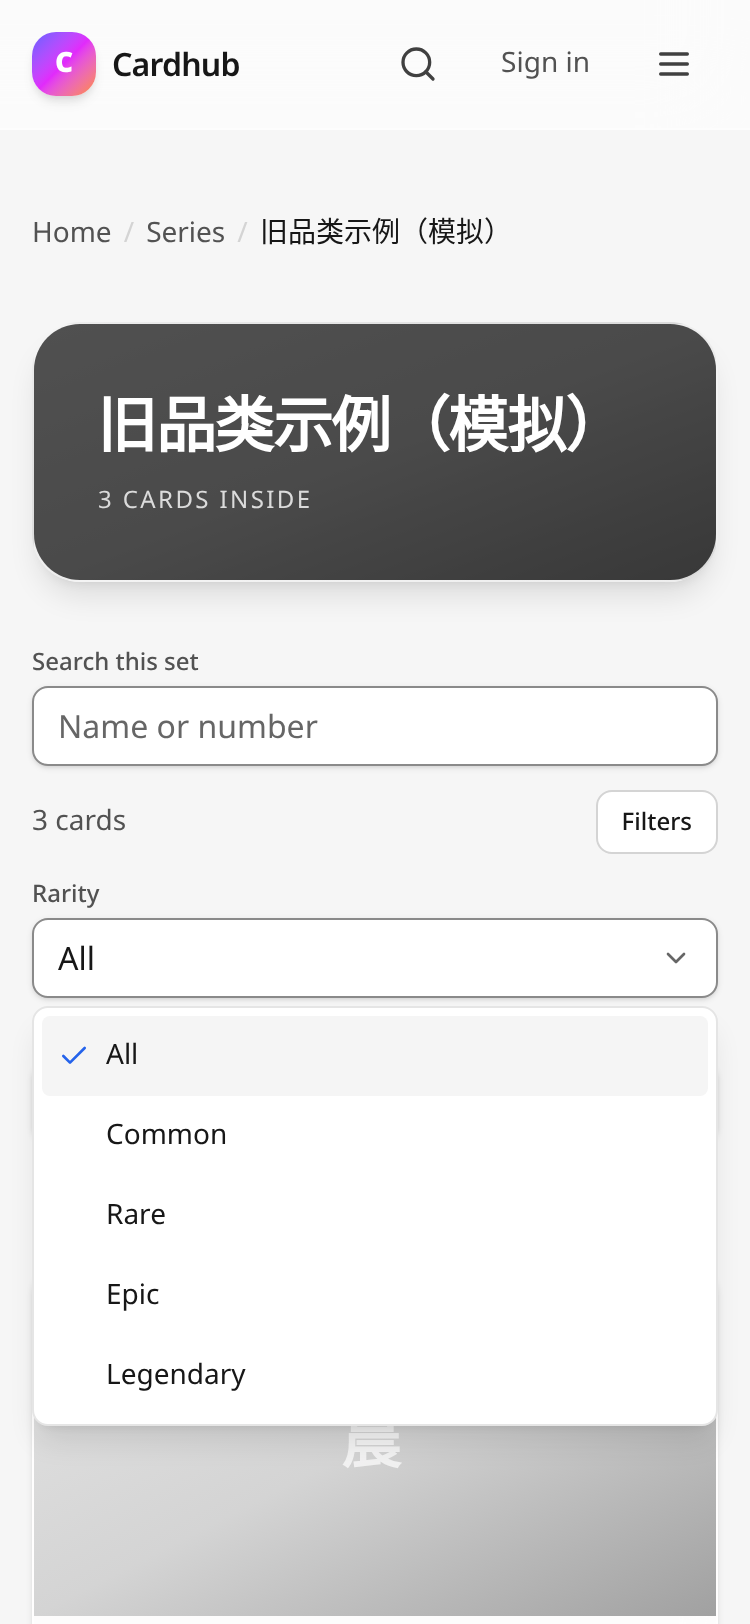 C Cardhub Sign in
Home / Series / 旧品类示例（模拟）
旧品类示例（模拟）
3 CARDS INSIDE
Search this set
Name or number
3 cards Filters
Rarity
All
All
Common
Rare
Epic
Legendary